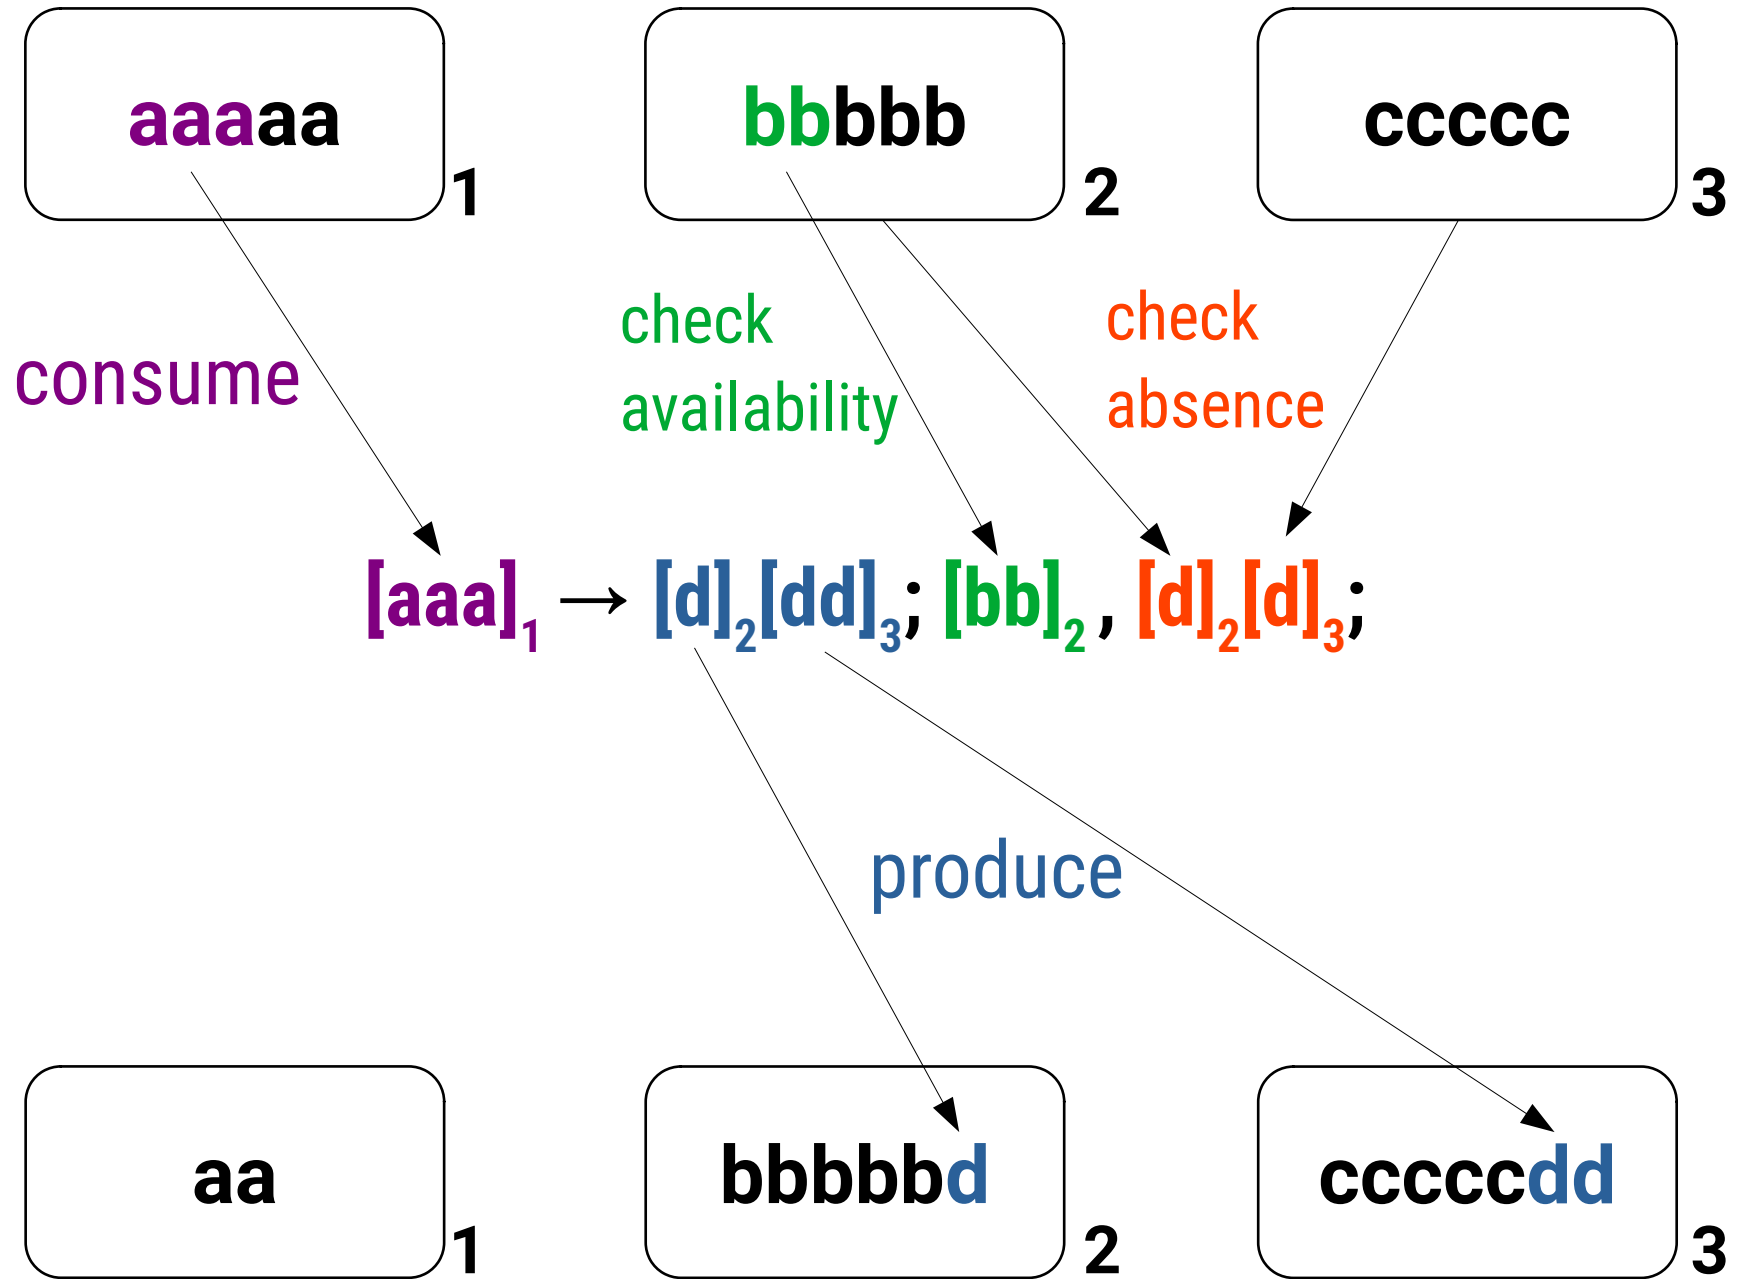 aaaaa
1
bbbbb
2
ccccc
3
consume
check
availability
check
absence
[aaa]₁ → [d]₂[dd]₃; [bb]₂ , [d]₂[d]₃;
produce
aa
1
bbbbbd
2
cccccdd
3